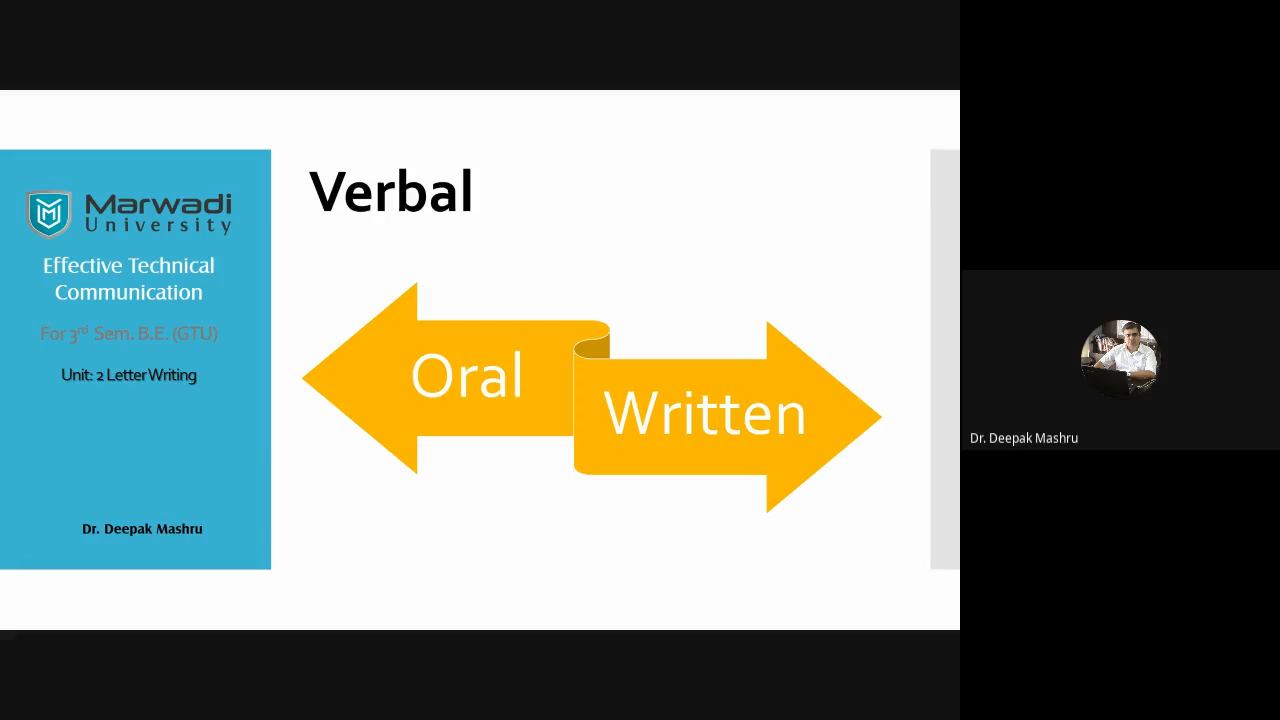 Marwadi
University
Effective Technical
Communication
For 3rd Sem. B.E. (GTU)
Unit: 2 Letter Writing
Dr. Deepak Mashru
Verbal
Oral
Written
Dr. Deepak Mashru